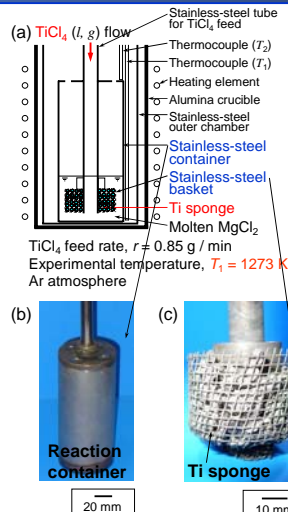 (a) TiCl4 (l, g) flow
Stainless-steel tube
for TiCl4 feed
Thermocouple (T2)
Thermocouple (T1)
Heating element
Alumina crucible
Stainless-steel
outer chamber
Stainless-steel
container
Stainless-steel
basket
Ti sponge
Molten MgCl2
TiCl4 feed rate, r = 0.85 g / min
Experimental temperature, T1 = 1273 K
Ar atmosphere
(b)
(c)
Reaction
container
Ti sponge
20 mm
10 mm